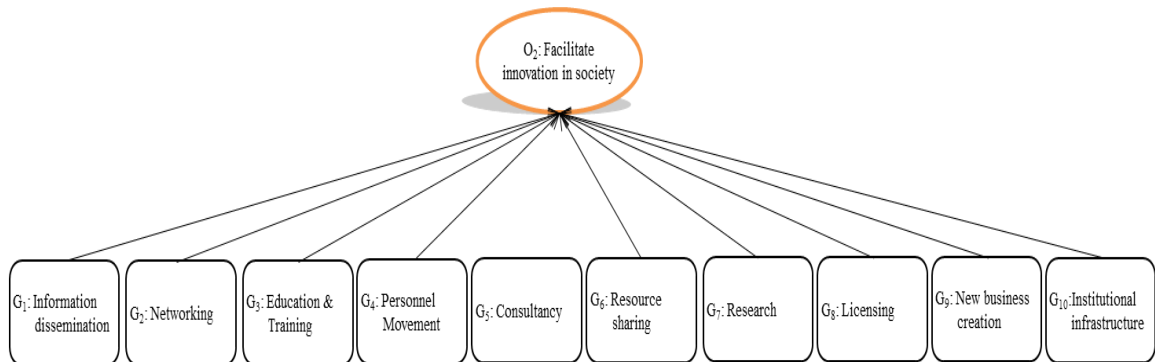 O₂: Facilitate
innovation in society
G₁: Information
dissemination
G₂: Networking
G₃: Education &
Training
G₄: Personnel
Movement
G₅: Consultancy
G₆: Resource
sharing
G₇: Research
G₈: Licensing
G₉: New business
creation
G₁₀: Institutional
infrastructure